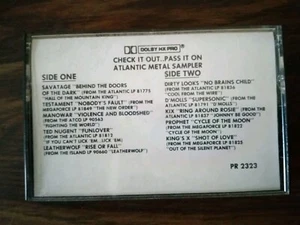 DOLBY HX PRO
CHECK IT OUT..PASS IT ON
ATLANTIC METAL SAMPLER
SIDE ONE
SAVATAGE "BEHIND THE DOORS
OF THE DARK" (FROM THE ATLANTIC LP 81775
"HALL OF THE MOUNTAIN KING")
TESTAMENT "NOBODY'S FAULT" (FROM THE
MEGAFORCE LP 81849 "THE NEW ORDER")
MANOWAR "VIOLENCE AND BLOODSHED"
(FROM THE ATCO LP 90563
"FIGHTING THE WORLD")
TED NUGENT "FUNLOVER"
(FROM THE ATLANTIC LP 81812
"IF YOU CAN'T LICK 'EM...LICK 'EM)
LEATHERWOLF "RISE OR FALL"
(FROM THE ISLAND LP 90660 "LEATHERWOLF")
SIDE TWO
DIRTY LOOKS "NO BRAINS CHILD"
(FROM THE ATLANTIC LP 81836
"COOL FROM THE WIRE")
D'MOLLS "SUPERSONIC" (FROM THE
ATLANTIC LP 81791 "D'MOLLS")
KIX "RING AROUND ROSIE" (FROM THE
ATLANTIC LP 81837 "JOHNNY BE GOOD")
PROPHET "CYCLE OF THE MOON"
(FROM THE MEGAFORCE LP 81822
"CYCLE OF THE MOON")
KING'S X "SHOT OF LOVE"
(FROM THE MEGAFORCE LP 81825
"OUT OF THE SILENT PLANET")
PR 2323